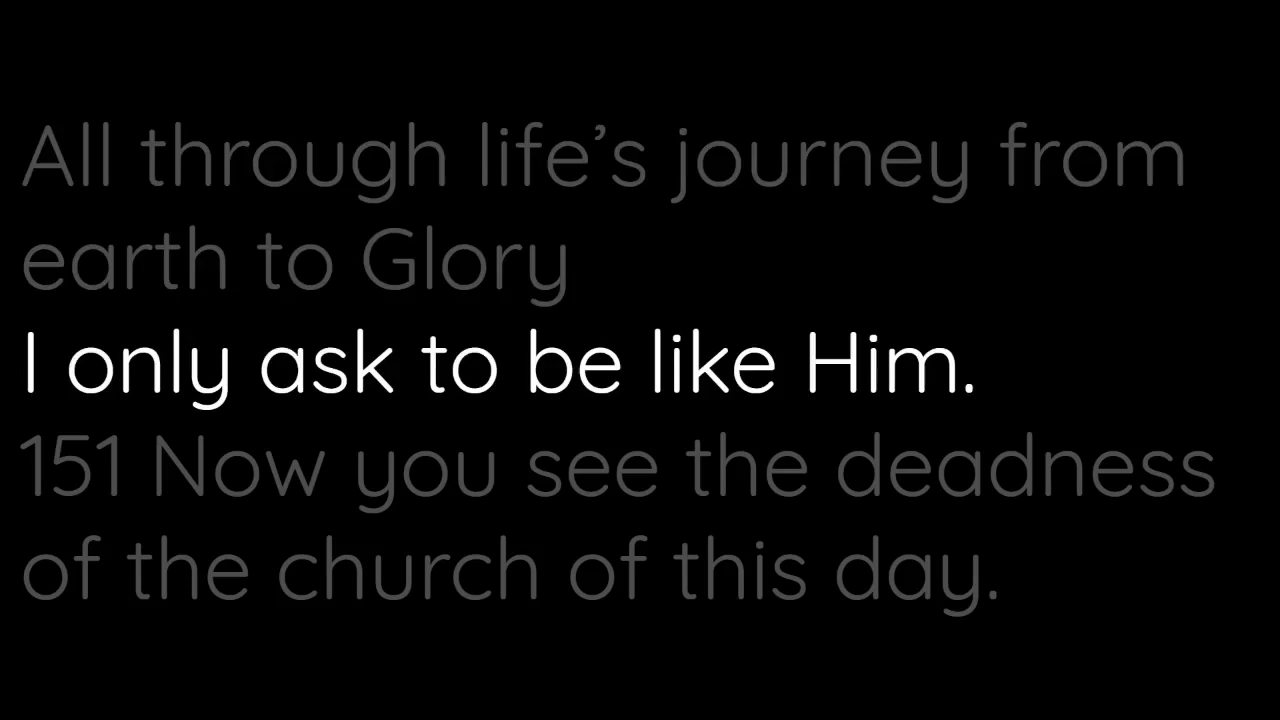 All through life’s journey from
earth to Glory
I only ask to be like Him.
151 Now you see the deadness
of the church of this day.